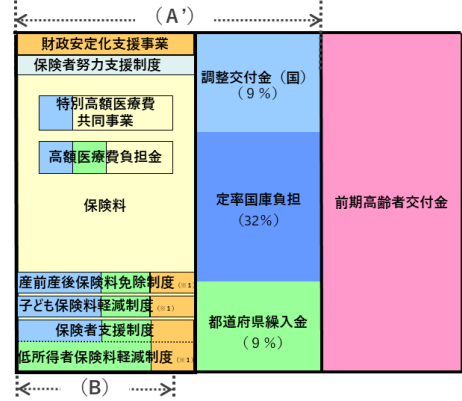 （A’）
財政安定化支援事業
保険者努力支援制度
特別高額医療費
共同事業
高額医療費負担金
保険料
産前産後保険料免除制度（※1）
子ども保険料軽減制度（※1）
保険者支援制度
低所得者保険料軽減制度（※1）
調整交付金（国）
（９％）
定率国庫負担
（32％）
都道府県繰入金
（９％）
前期高齢者交付金
（B）